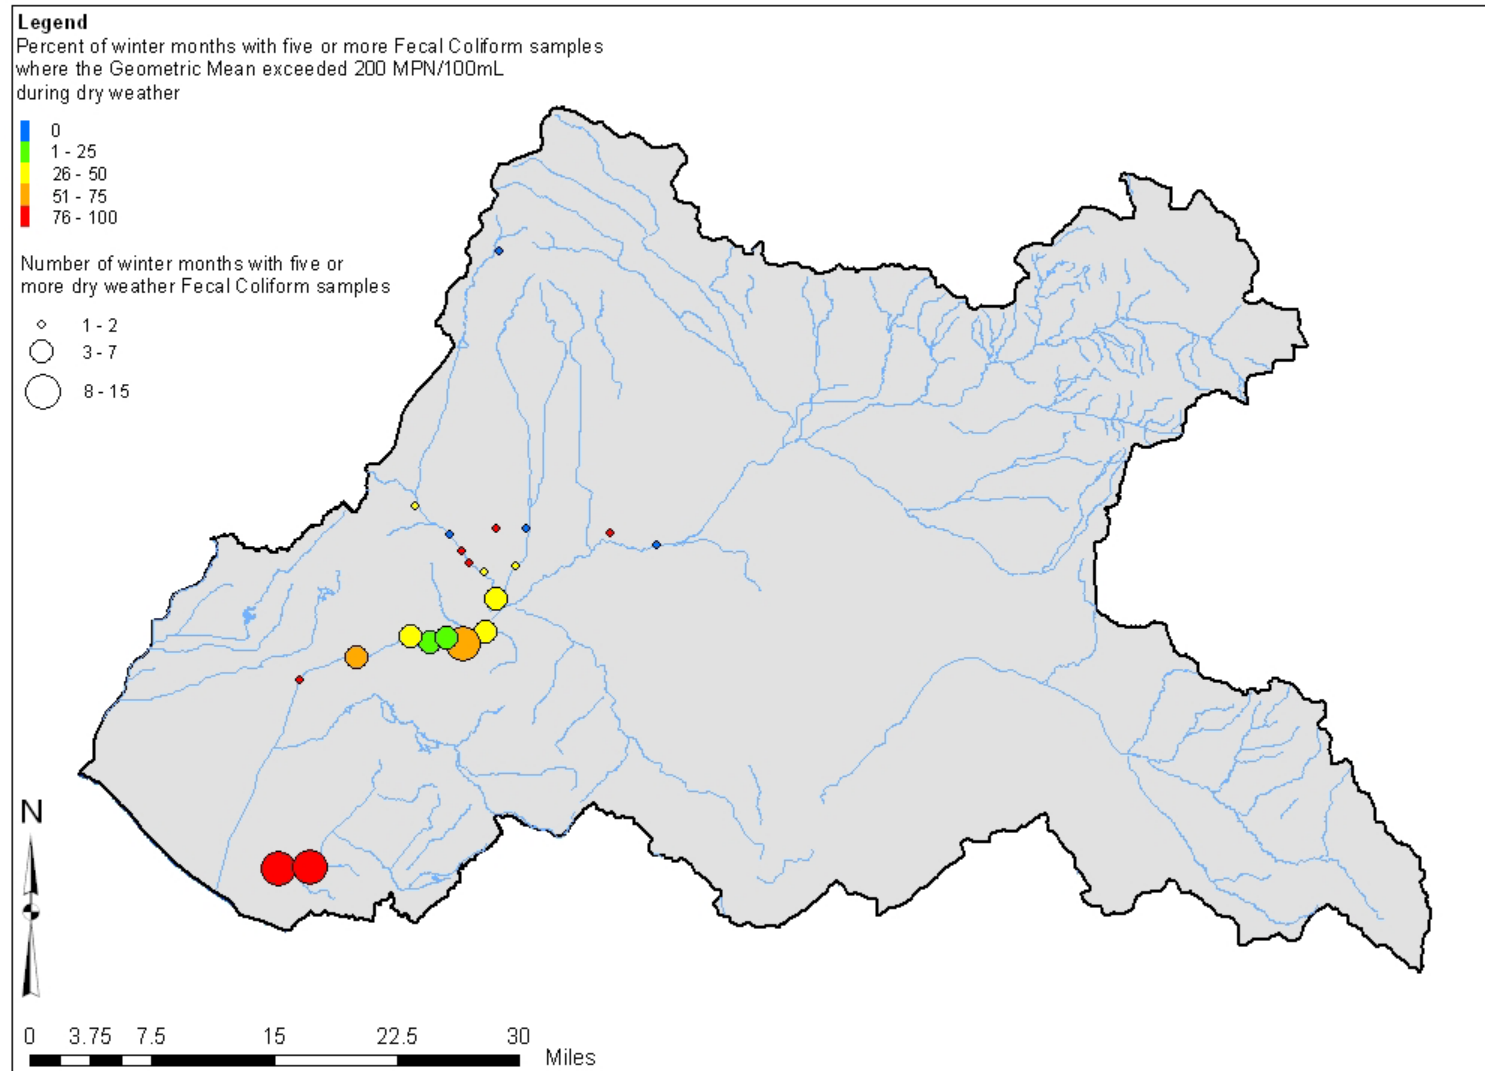 Legend
Percent of winter months with five or more Fecal Coliform samples
where the Geometric Mean exceeded 200 MPN/100mL
during dry weather
0
1 - 25
26 - 50
51 - 75
76 - 100
Number of winter months with five or
more dry weather Fecal Coliform samples
1 - 2
3 - 7
8 - 15
N
0 3.75 7.5 15 22.5 30
Miles